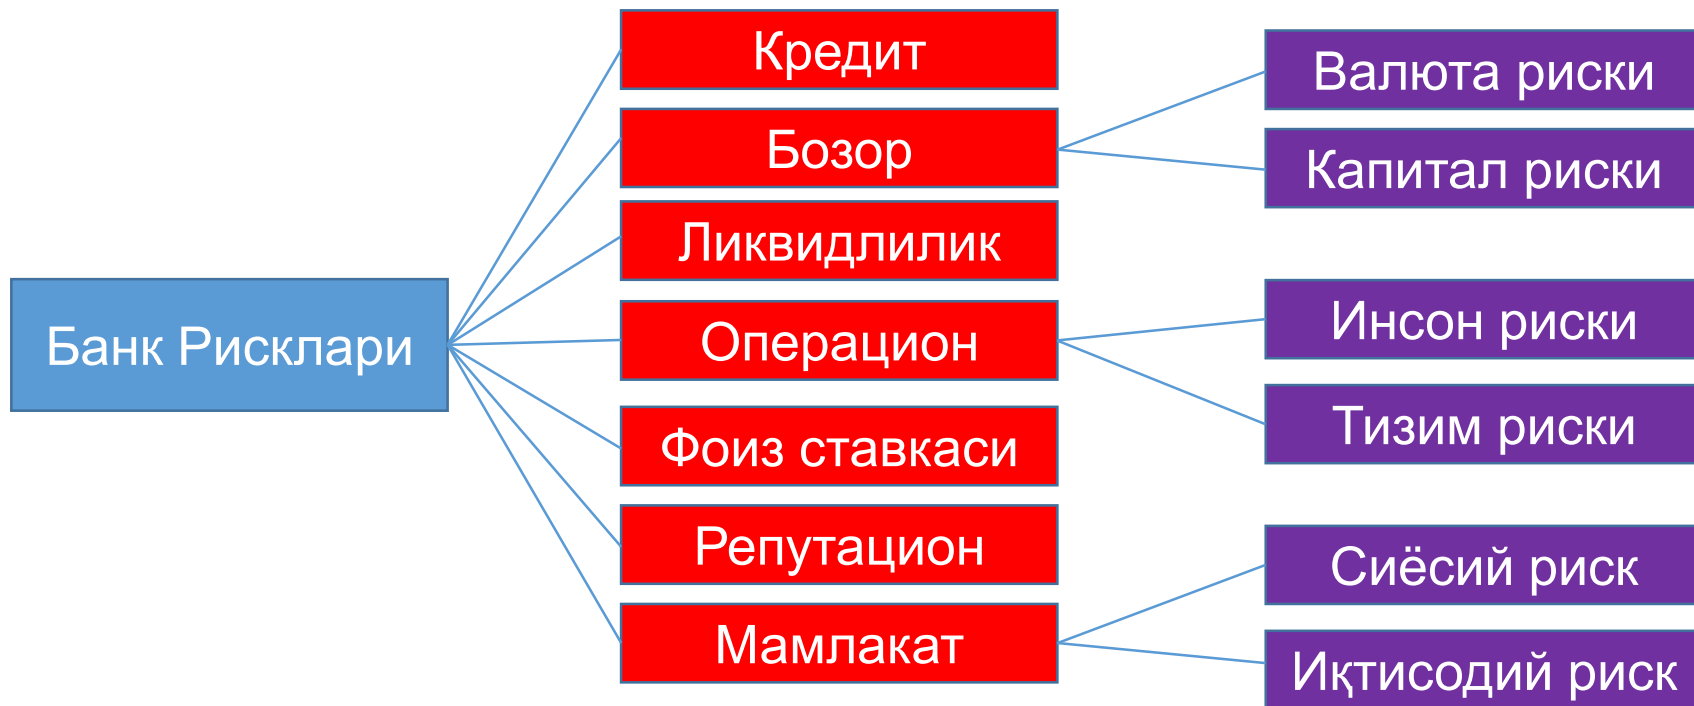 Банк Рисклари
Кредит
Бозор
Ликвидлилик
Операцион
Фоиз ставкаси
Репутацион
Мамлакат
Валюта риски
Капитал риски
Инсон риски
Тизим риски
Сиёсий риск
Иқтисодий риск